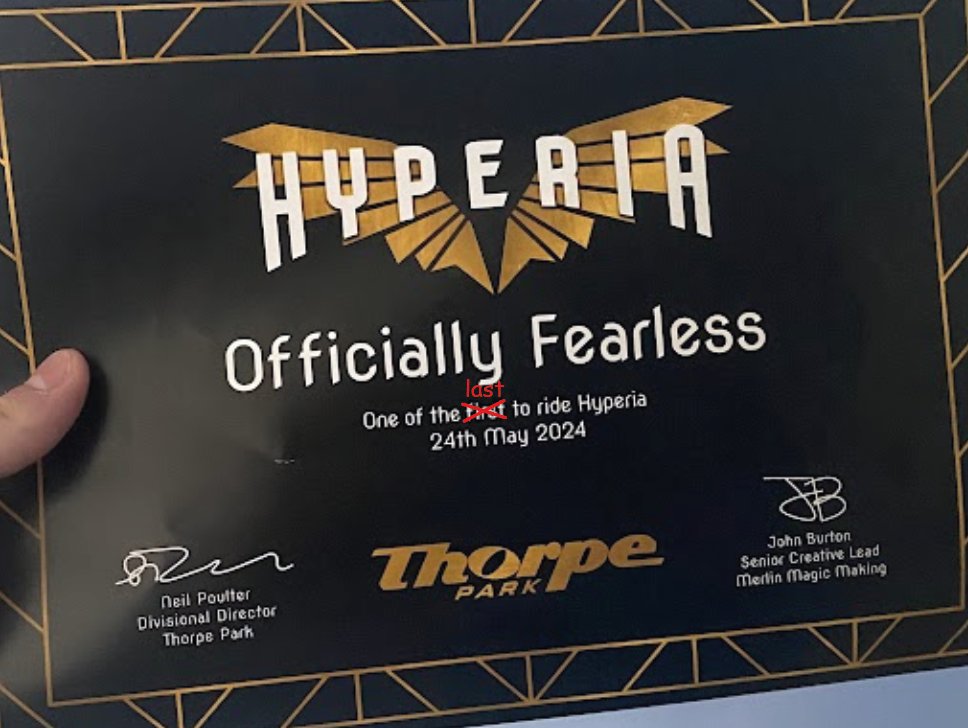 HYPERIA
Officially Fearless
last
One of the first to ride Hyperia
24th May 2024
Neil Poulter
Divisional Director
Thorpe Park
Thorpe
PARK
John Burton
Senior Creative Lead
Merlin Magic Making